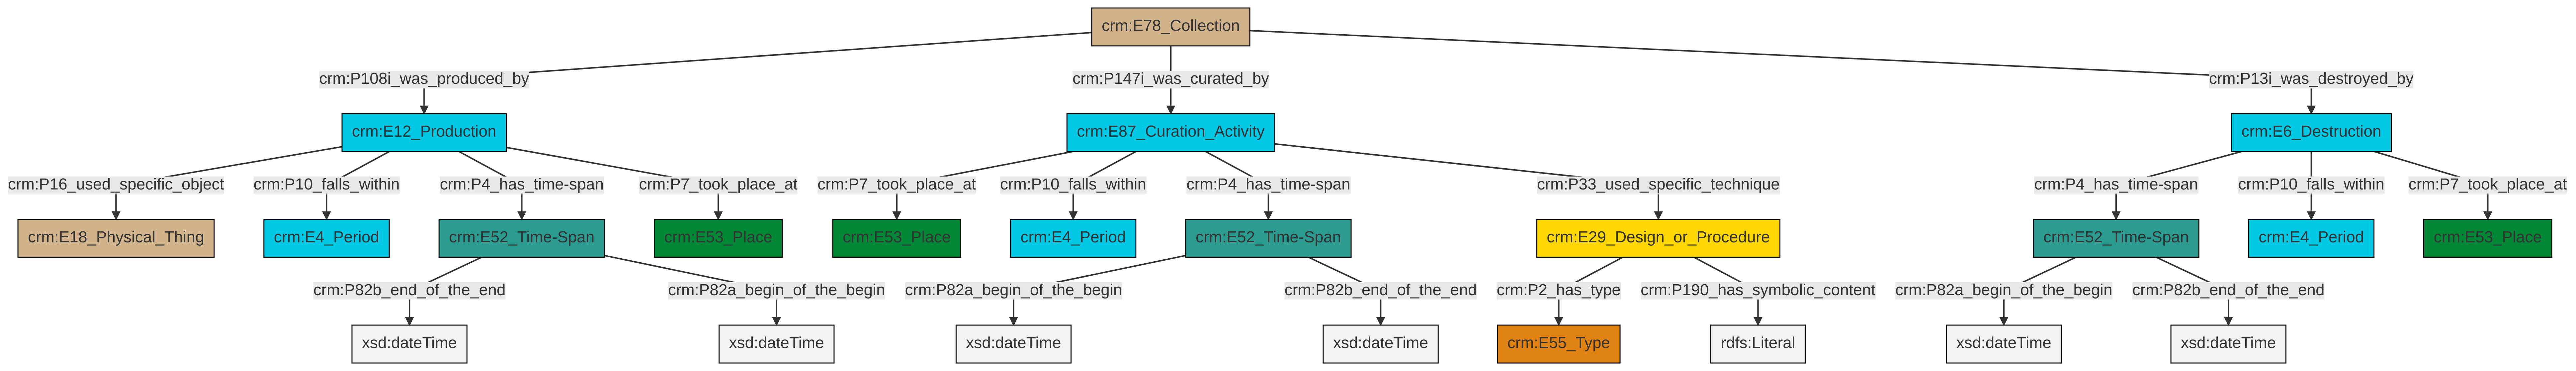 crm:E78_Collection
crm:P108i_was_produced_by
crm:P147i_was_curated_by
crm:P13i_was_destroyed_by
crm:E12_Production
crm:E87_Curation_Activity
crm:E6_Destruction
crm:P16_used_specific_object
crm:P10_falls_within
crm:P4_has_time-span
crm:P7_took_place_at
crm:P7_took_place_at
crm:P10_falls_within
crm:P4_has_time-span
crm:P33_used_specific_technique
crm:P4_has_time-span
crm:P10_falls_within
crm:P7_took_place_at
crm:E18_Physical_Thing
crm:E4_Period
crm:E52_Time-Span
crm:E53_Place
crm:E53_Place
crm:E4_Period
crm:E52_Time-Span
crm:E29_Design_or_Procedure
crm:E52_Time-Span
crm:E4_Period
crm:E53_Place
crm:P82b_end_of_the_end
crm:P82a_begin_of_the_begin
crm:P82a_begin_of_the_begin
crm:P82b_end_of_the_end
crm:P2_has_type
crm:P190_has_symbolic_content
crm:P82a_begin_of_the_begin
crm:P82b_end_of_the_end
xsd:dateTime
xsd:dateTime
xsd:dateTime
xsd:dateTime
crm:E55_Type
rdfs:Literal
xsd:dateTime
xsd:dateTime